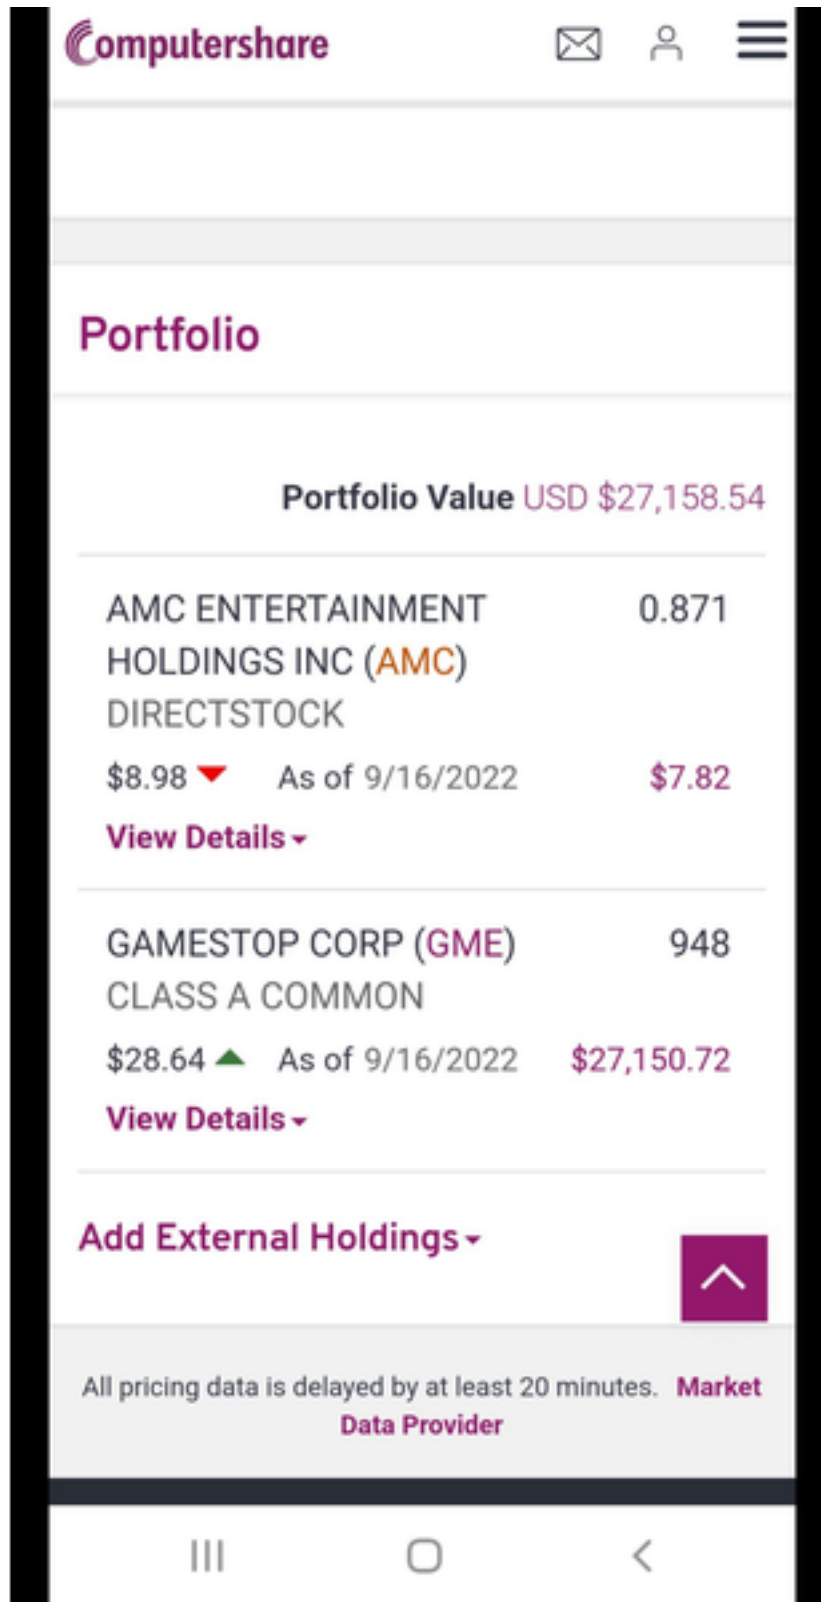 Computershare
Portfolio
Portfolio Value USD $27,158.54
AMC ENTERTAINMENT 0.871
HOLDINGS INC (AMC)
DIRECTSTOCK
$8.98 As of 9/16/2022 $7.82
View Details
GAMESTOP CORP (GME) 948
CLASS A COMMON
$28.64 As of 9/16/2022 $27,150.72
View Details
Add External Holdings
All pricing data is delayed by at least 20 minutes. Market
Data Provider